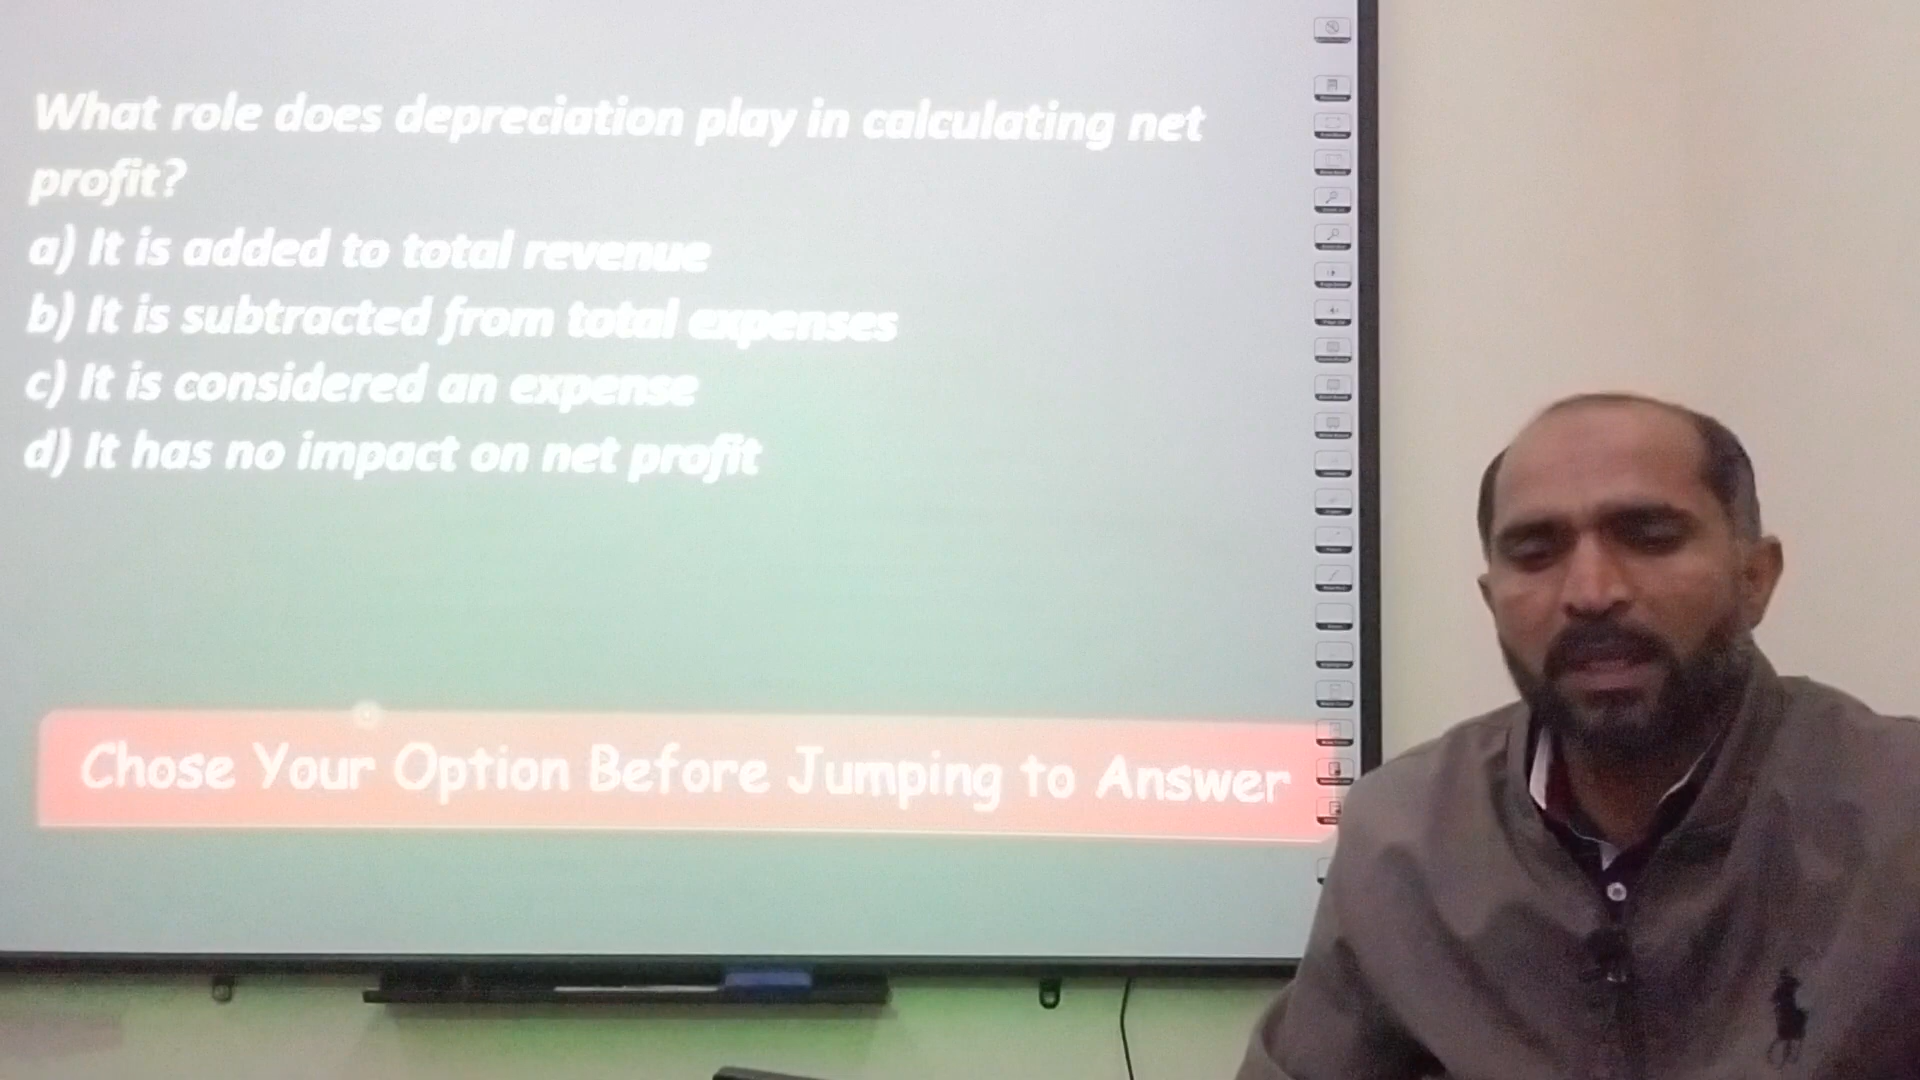 What role does depreciation play in calculating net
profit?
a) It is added to total revenue
b) It is subtracted from total expenses
c) It is considered an expense
d) It has no impact on net profit
Chose Your Option Before Jumping to Answer